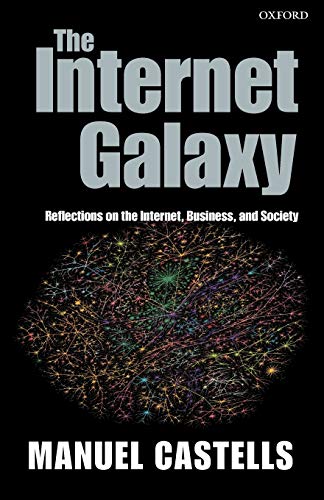 OXFORD
The
Internet
Galaxy
Reflections on the Internet, Business, and Society
MANUEL CASTELLS